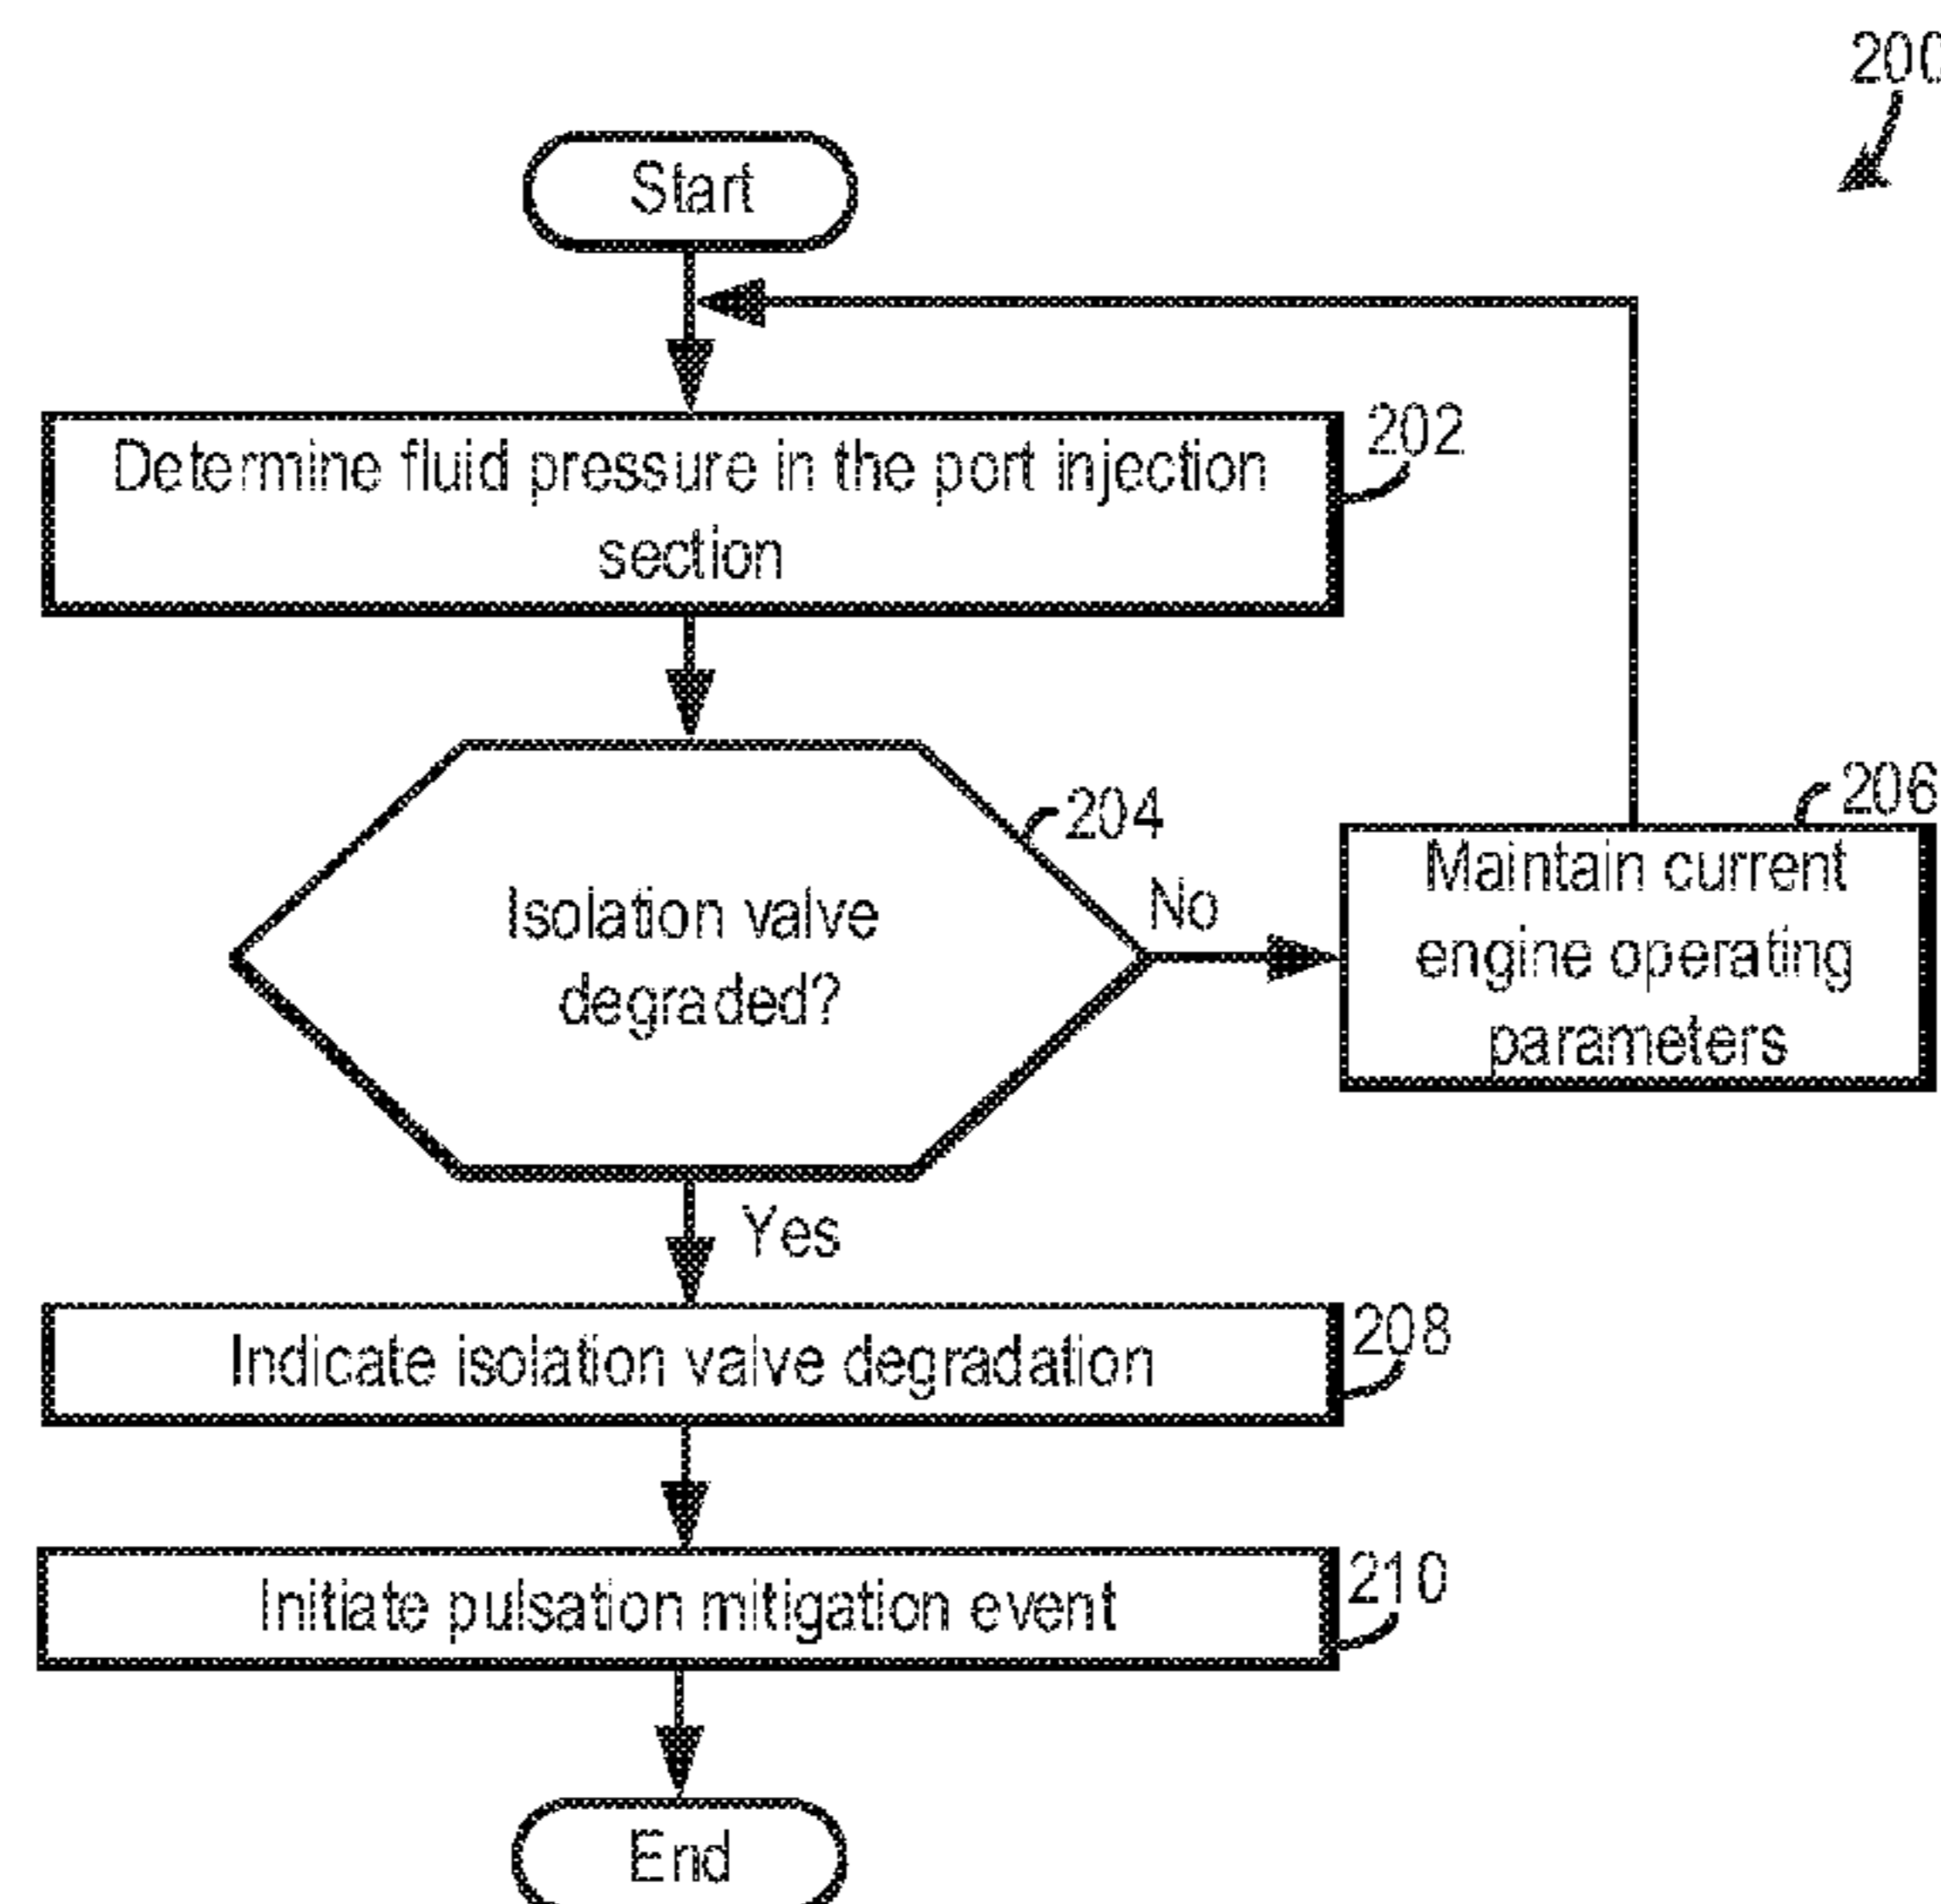 200
Start
Determine fluid pressure in the port injection
section
202
204
Isolation valve
degraded?
No
206
Maintain current
engine operating
parameters
Yes
Indicate isolation valve degradation
208
Initiate pulsation mitigation event
210
End